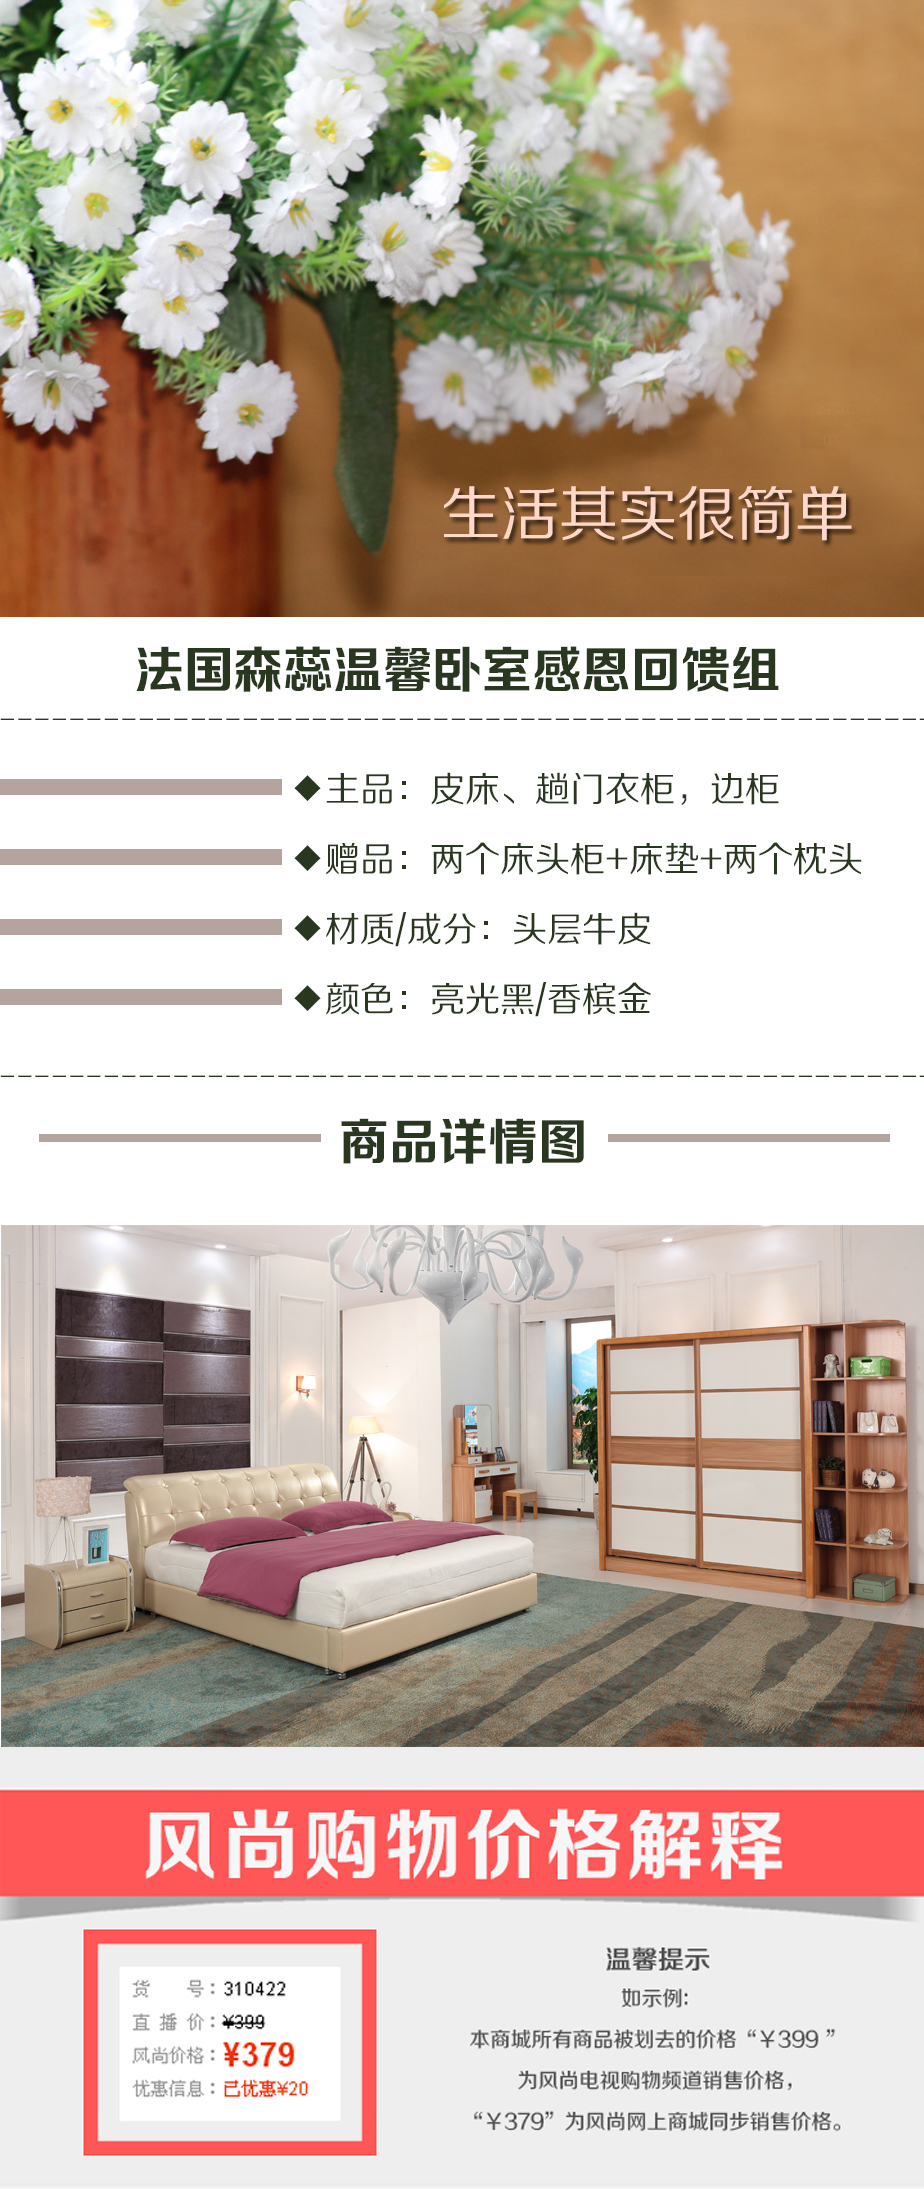 生活其实很简单
法国森蕊温馨卧室感恩回馈组
◆主品：皮床、趟门衣柜，边柜
◆赠品：两个床头柜+床垫+两个枕头
◆材质/成分：头层牛皮
◆颜色：亮光黑/香槟金
商品详情图
风尚购物价格解释
货 号：310422
直 播 价：¥399
风尚价格：¥379
优惠信息：已优惠¥20
温馨提示
如示例:
本商城所有商品被划去的价格“￥399 ”
为风尚电视购物频道销售价格，
“￥379”为风尚网上商城同步销售价格。